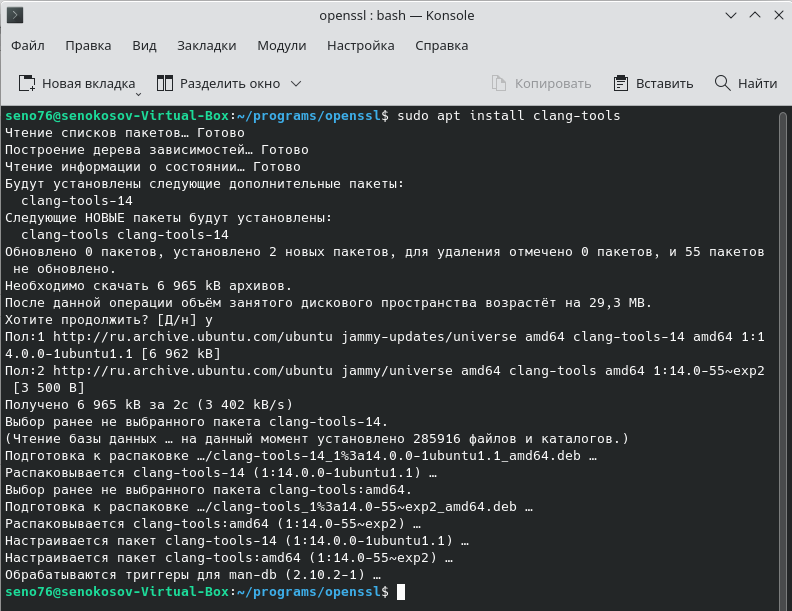 openssl : bash — Konsole
Файл Правка Вид Закладки Модули Настройка Справка
Новая вкладка Разделить окно Копировать Вставить Найти
seno76@senokosov-Virtual-Box:~/programs/openssl$ sudo apt install clang-tools
Чтение списков пакетов… Готово
Построение дерева зависимостей… Готово
Чтение информации о состоянии… Готово
Будут установлены следующие дополнительные пакеты:
  clang-tools-14
Следующие НОВЫЕ пакеты будут установлены:
  clang-tools clang-tools-14
Обновлено 0 пакетов, установлено 2 новых пакетов, для удаления отмечено 0 пакетов, и 55 пакетов
 не обновлено.
Необходимо скачать 6 965 kB архивов.
После данной операции объём занятого дискового пространства возрастёт на 29,3 MB.
Хотите продолжить? [Д/н] y
Пол:1 http://ru.archive.ubuntu.com/ubuntu jammy-updates/universe amd64 clang-tools-14 amd64 1:1
4.0.0-1ubuntu1.1 [6 962 kB]
Пол:2 http://ru.archive.ubuntu.com/ubuntu jammy/universe amd64 clang-tools amd64 1:14.0-55~exp2
 [3 500 B]
Получено 6 965 kB за 2с (3 402 kB/s)
Выбор ранее не выбранного пакета clang-tools-14.
(Чтение базы данных … на данный момент установлено 285916 файлов и каталогов.)
Подготовка к распаковке …/clang-tools-14_1%3a14.0.0-1ubuntu1.1_amd64.deb …
Распаковывается clang-tools-14 (1:14.0.0-1ubuntu1.1) …
Выбор ранее не выбранного пакета clang-tools:amd64.
Подготовка к распаковке …/clang-tools_1%3a14.0-55~exp2_amd64.deb …
Распаковывается clang-tools:amd64 (1:14.0-55~exp2) …
Настраивается пакет clang-tools-14 (1:14.0.0-1ubuntu1.1) …
Настраивается пакет clang-tools:amd64 (1:14.0-55~exp2) …
Обрабатываются триггеры для man-db (2.10.2-1) …
seno76@senokosov-Virtual-Box:~/programs/openssl$